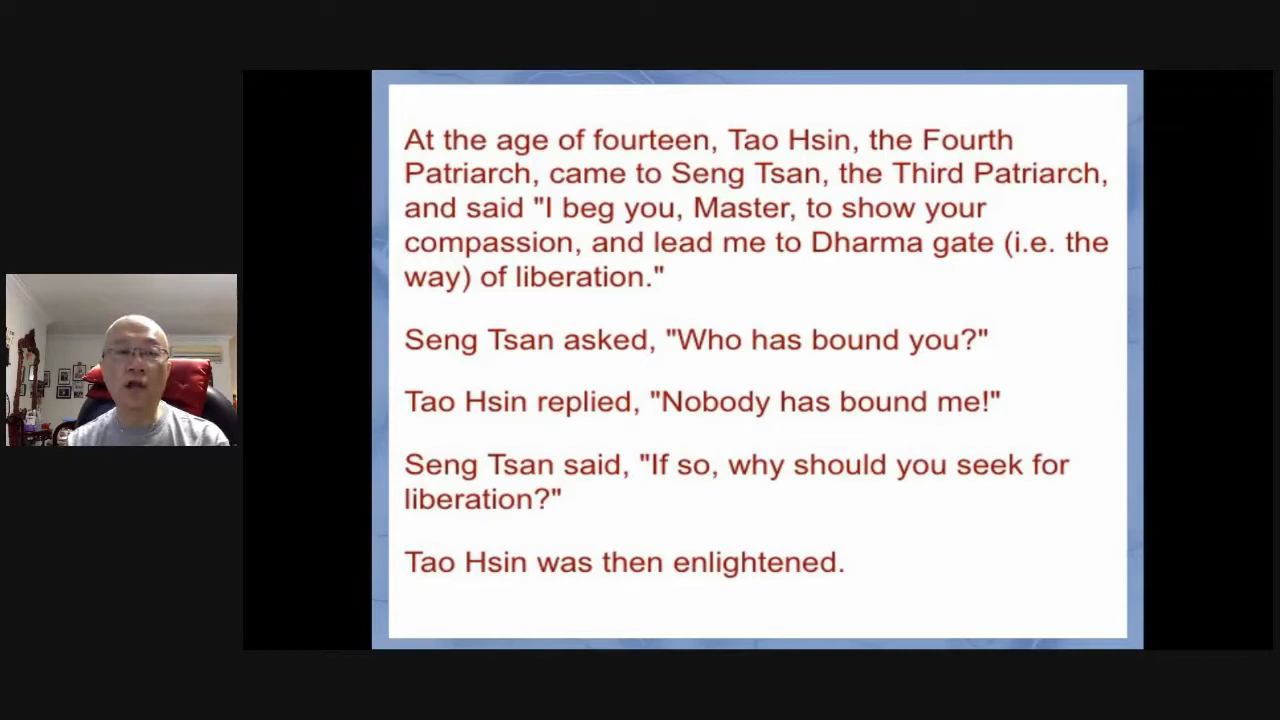 At the age of fourteen, Tao Hsin, the Fourth
Patriarch, came to Seng Tsan, the Third Patriarch,
and said "I beg you, Master, to show your
compassion, and lead me to Dharma gate (i.e. the
way) of liberation."
Seng Tsan asked, "Who has bound you?"
Tao Hsin replied, "Nobody has bound me!"
Seng Tsan said, "If so, why should you seek for
liberation?"
Tao Hsin was then enlightened.